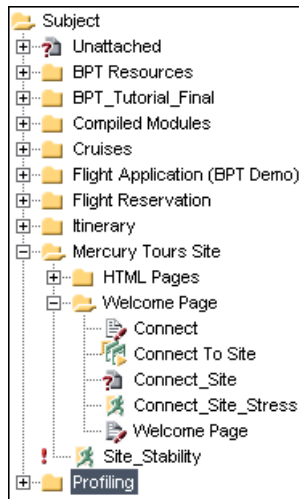 Subject
Unattached
BPT Resources
BPT_Tutorial_Final
Compiled Modules
Cruises
Flight Application (BPT Demo)
Flight Reservation
Itinerary
Mercury Tours Site
HTML Pages
Welcome Page
Connect
Connect To Site
Connect_Site
Connect_Site_Stress
Welcome Page
Site_Stability
Profiling